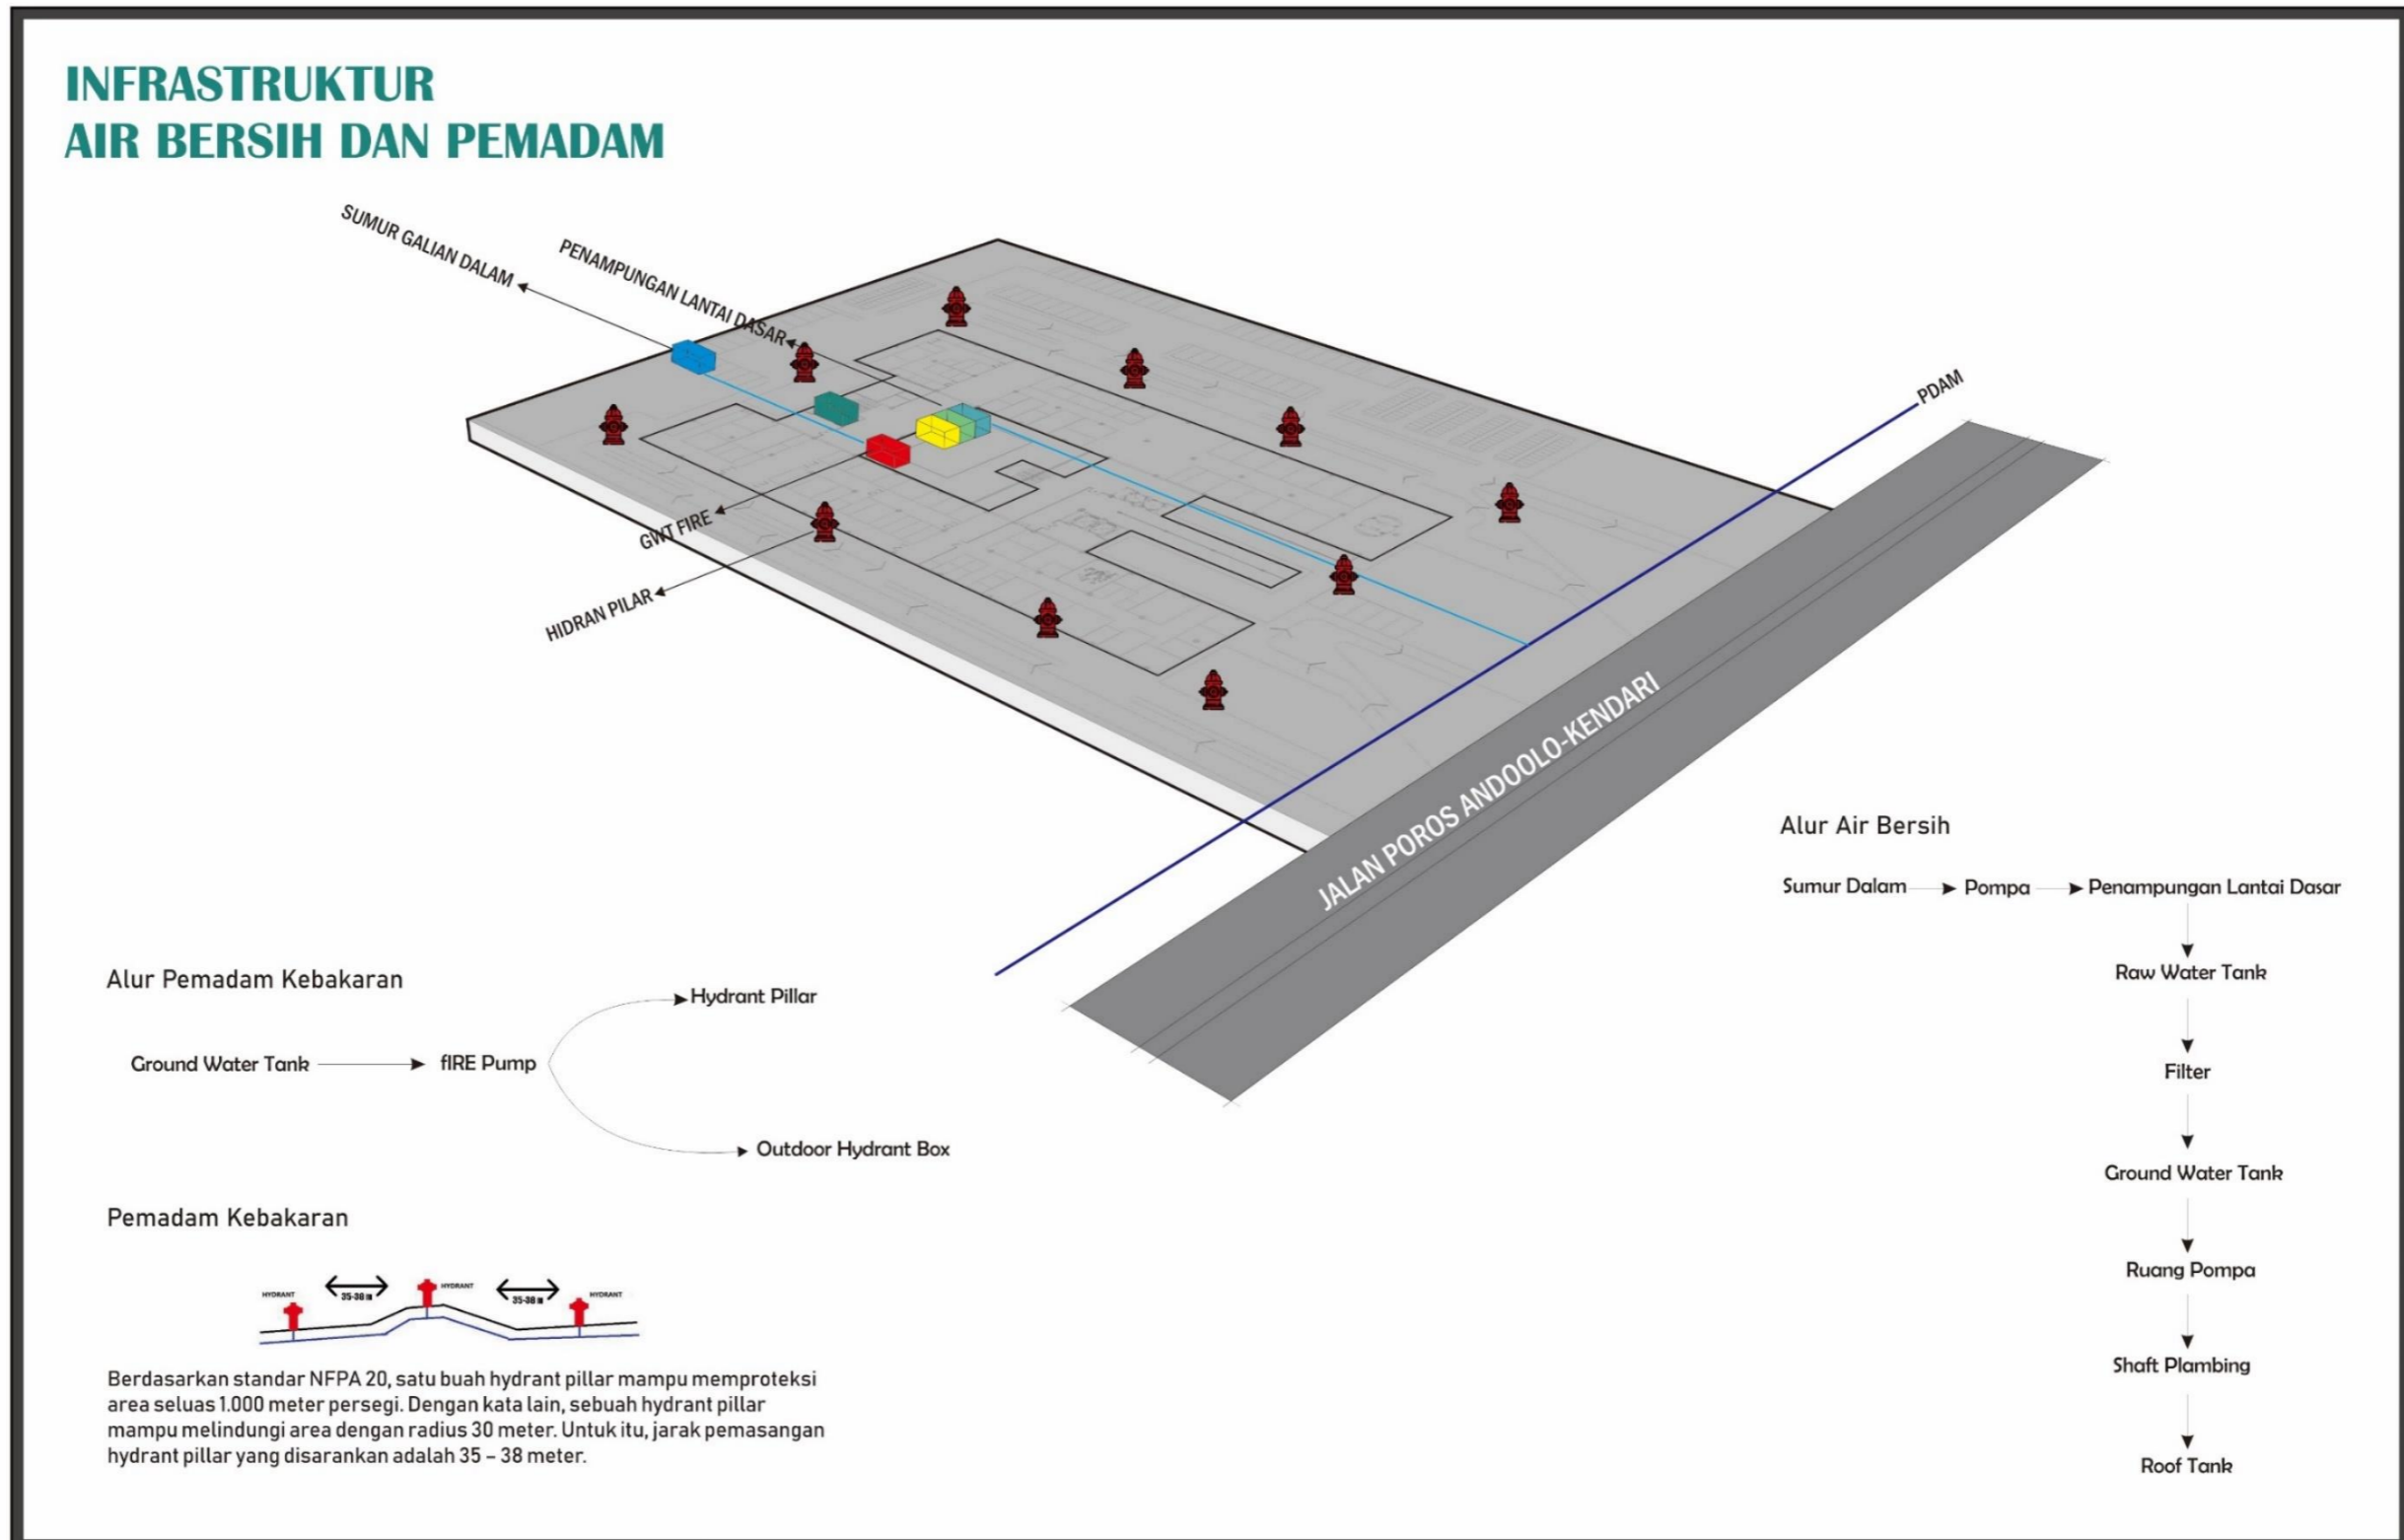 INFRASTRUKTUR
AIR BERSIH DAN PEMADAM
SUMUR GALIAN DALAM
PENAMPUNGAN LANTAI DASAR
PDAM
GWT FIRE
HIDRAN PILAR
JALAN POROS ANDOOLO-KENDARI
Alur Air Bersih
Sumur Dalam
Pompa
Penampungan Lantai Dasar
Raw Water Tank
Filter
Ground Water Tank
Ruang Pompa
Shaft Plambing
Roof Tank
Alur Pemadam Kebakaran
Hydrant Pillar
Ground Water Tank
fIRE Pump
Outdoor Hydrant Box
Pemadam Kebakaran
HYDRANT
35-38 M
HYDRANT
35-38 M
HYDRANT
Berdasarkan standar NFPA 20, satu buah hydrant pillar mampu memproteksi
area seluas 1.000 meter persegi. Dengan kata lain, sebuah hydrant pillar
mampu melindungi area dengan radius 30 meter. Untuk itu, jarak pemasangan
hydrant pillar yang disarankan adalah 35 – 38 meter.